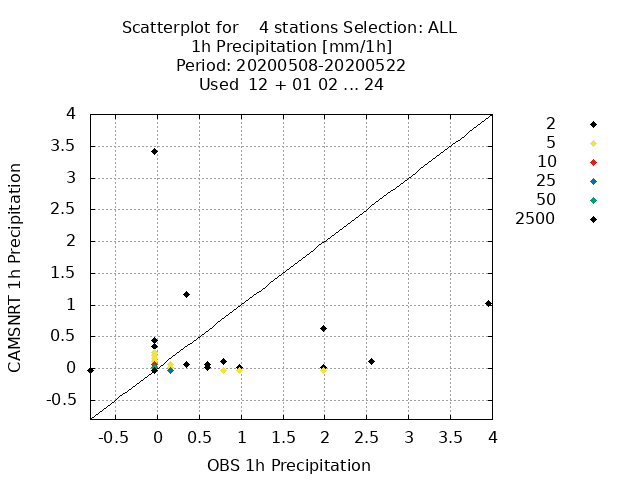 Scatterplot for    4 stations Selection: ALL
1h Precipitation [mm/1h]
Period: 20200508-20200522
Used  12 + 01 02 ... 24
CAMSNRT 1h Precipitation
4
3.5
3
2.5
2
1.5
1
0.5
0
-0.5
-0.5 0 0.5 1 1.5 2 2.5 3 3.5 4
OBS 1h Precipitation
2
5
10
25
50
2500